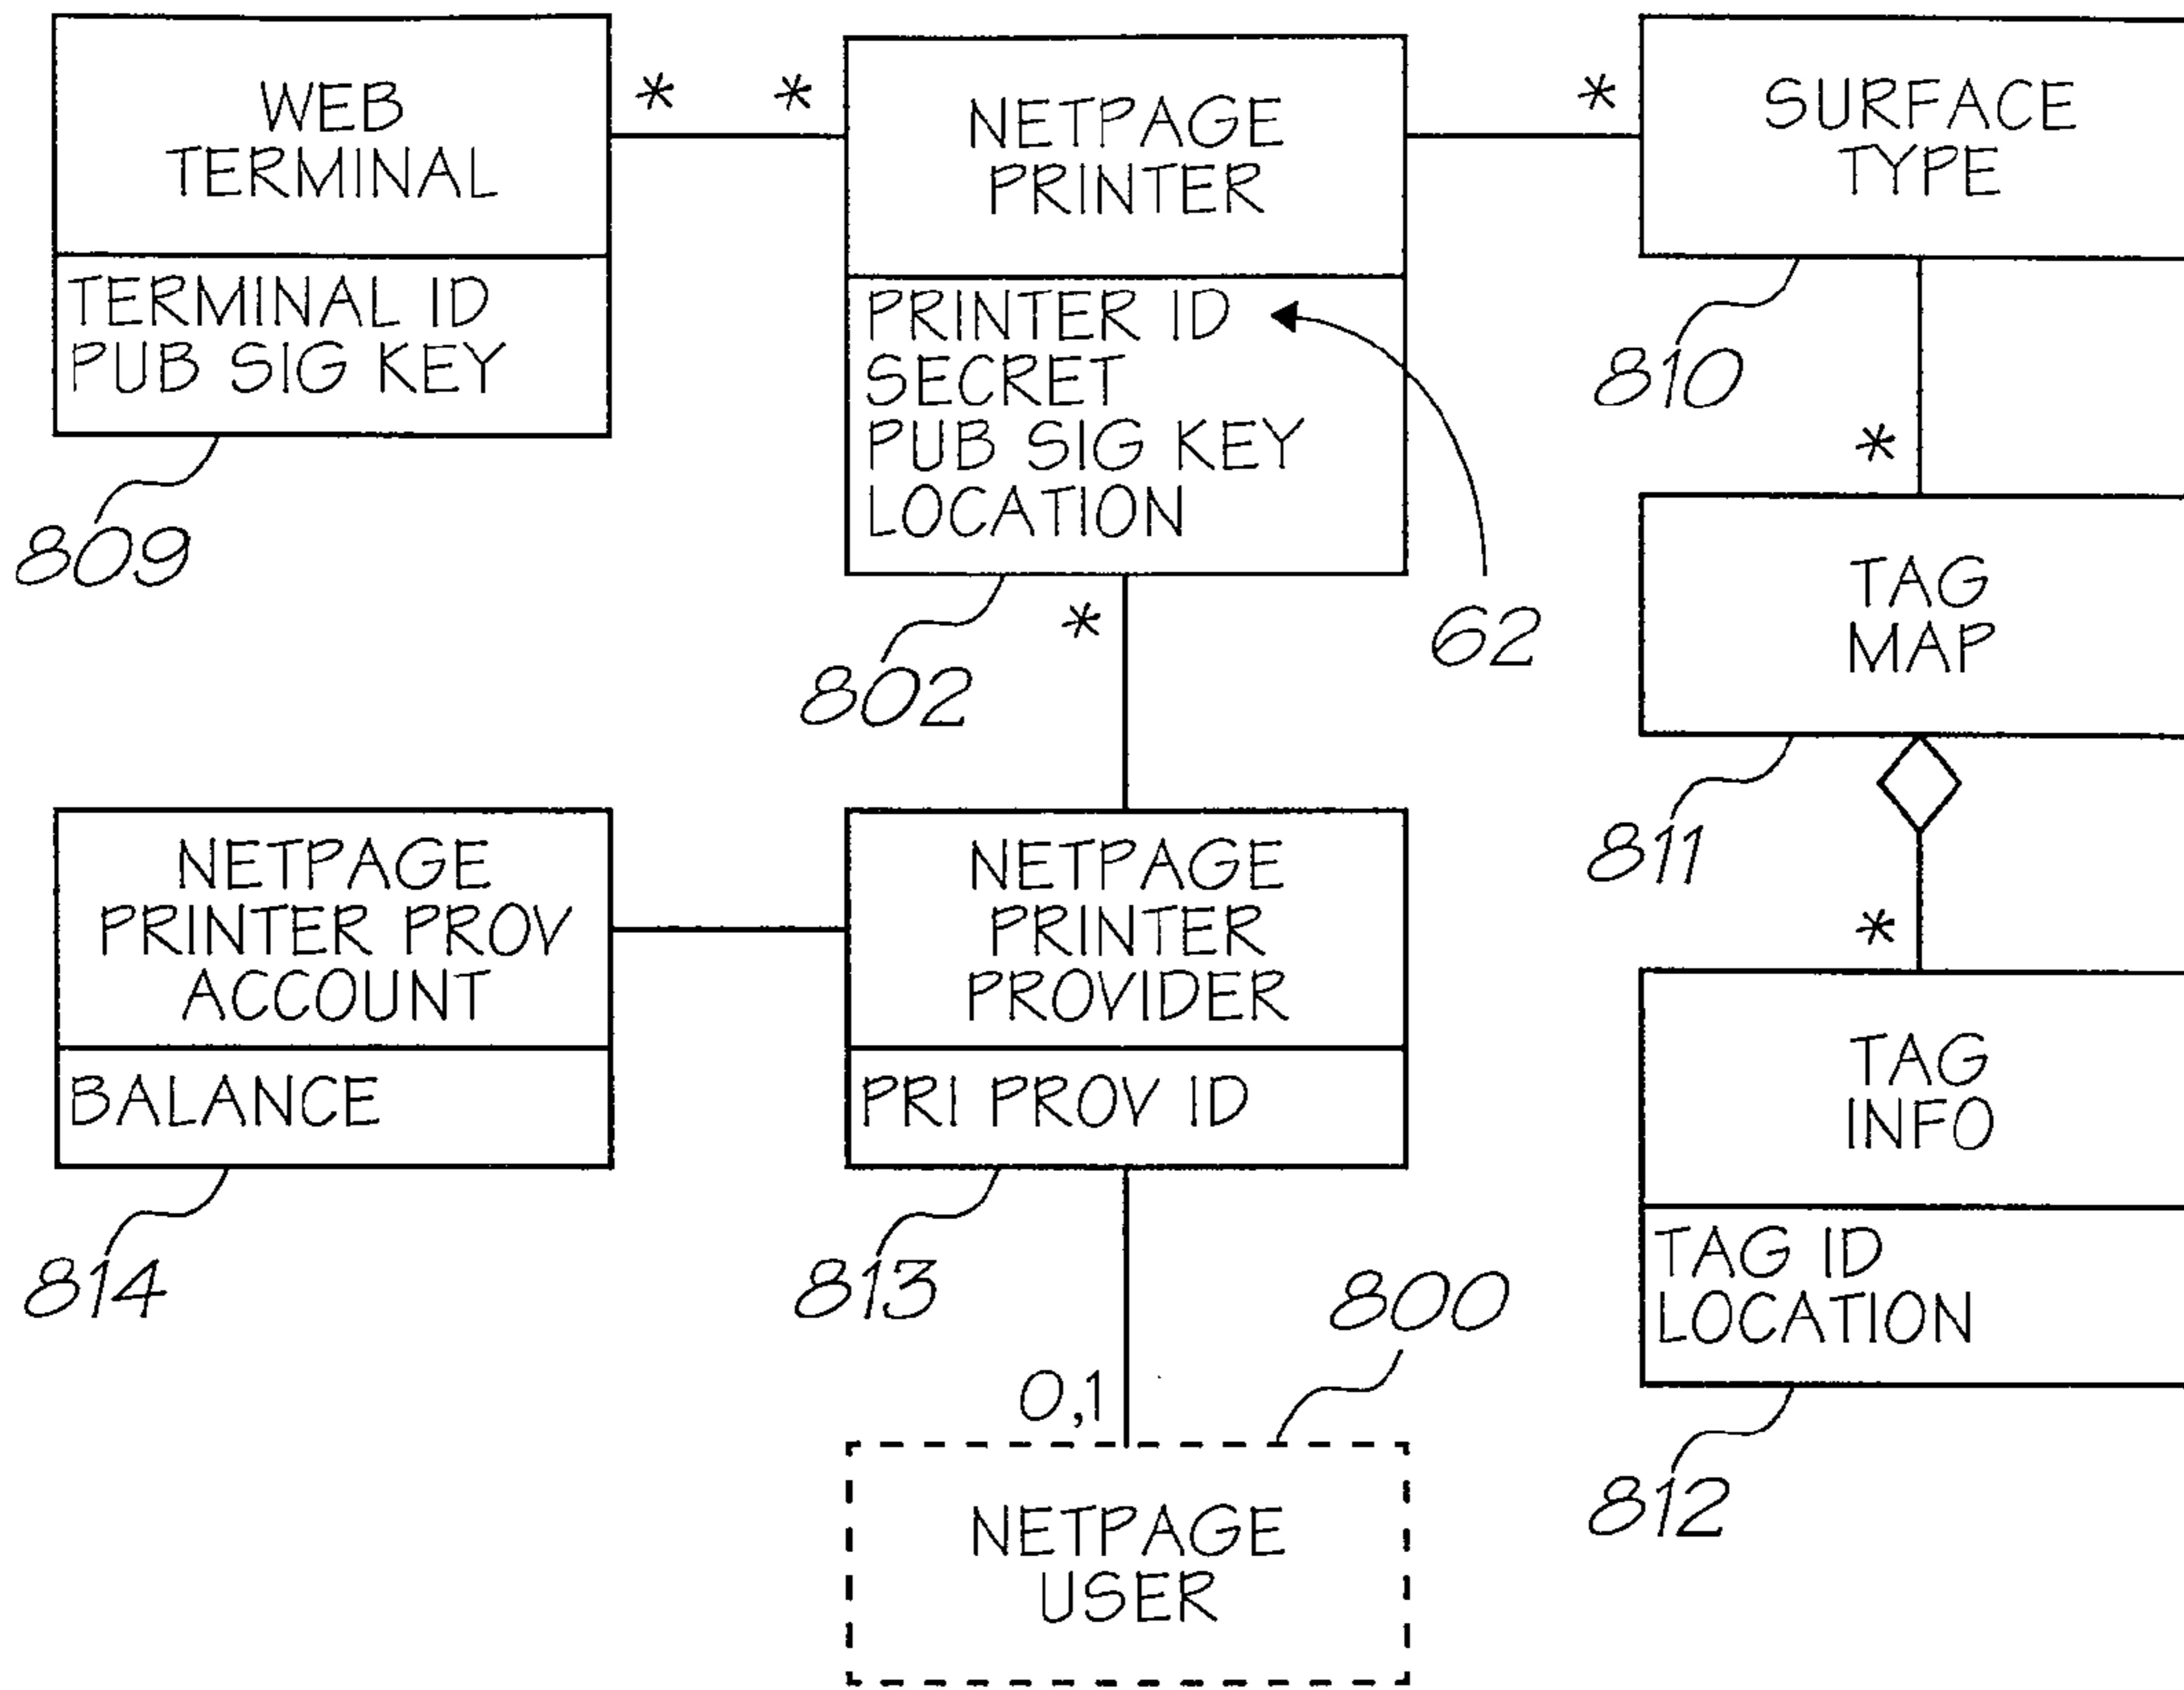 WEB
TERMINAL
TERMINAL ID
PUB SIG KEY
809
*
*
NETPAGE
PRINTER
PRINTER ID
SECRET
PUB SIG KEY
LOCATION
62
802
*
*
SURFACE
TYPE
810
*
TAG
MAP
811
*
TAG
INFO
TAG ID
LOCATION
812
NETPAGE
PRINTER PROV
ACCOUNT
BALANCE
814
NETPAGE
PRINTER
PROVIDER
PRI PROV ID
813
800
0,1
NETPAGE
USER